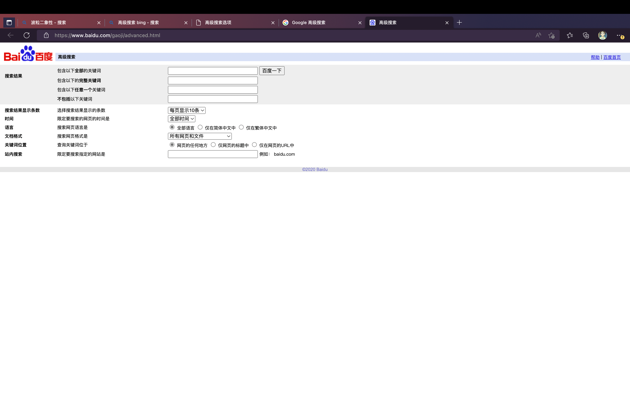 波粒二象性 - 搜索
高级搜索 bing - 搜索
高级搜索选项
Google 高级搜索
高级搜索
https://www.baidu.com/gaoji/advanced.html
Bai du 百度
高级搜索
帮助 | 百度首页
搜索结果
包含以下全部的关键词
百度一下
包含以下的完整关键词
包含以下任意一个关键词
不包括以下关键词
搜索结果显示条数 选择搜索结果显示的条数 每页显示10条
时间 限定要搜索的网页的时间是 全部时间
语言 搜索网页语言是 全部语言 仅在简体中文中 仅在繁体中文中
文档格式 搜索网页格式是 所有网页和文件
关键词位置 查询关键词位于 网页的任何地方 仅网页的标题中 仅在网页的URL中
站内搜索 限定要搜索指定的网站是 例如： baidu.com
©2025 Baidu